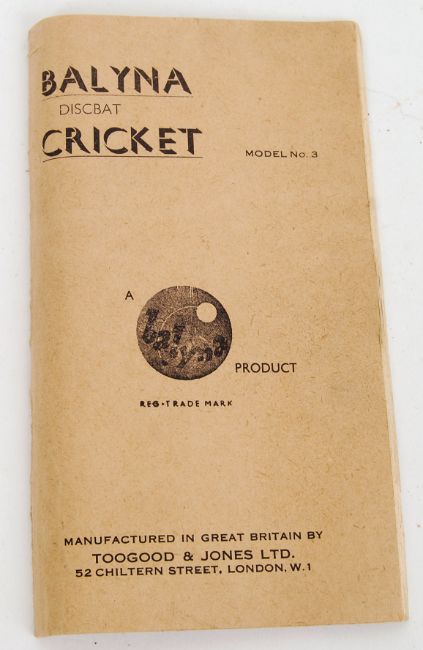 BALYNA
DISCBAT
CRICKET
MODEL No. 3
A
balyna
PRODUCT
REG·TRADE MARK
MANUFACTURED IN GREAT BRITAIN BY
TOOGOOD & JONES LTD.
52 CHILTERN STREET, LONDON, W.1